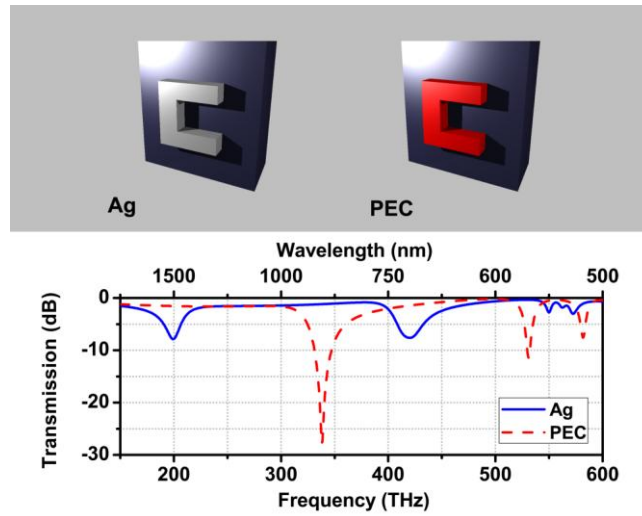 Ag
PEC
Wavelength (nm)
1500 1000 750 600 500
Transmission (dB)
0
-10
-20
-30
Ag
PEC
200 300 400 500 600
Frequency (THz)